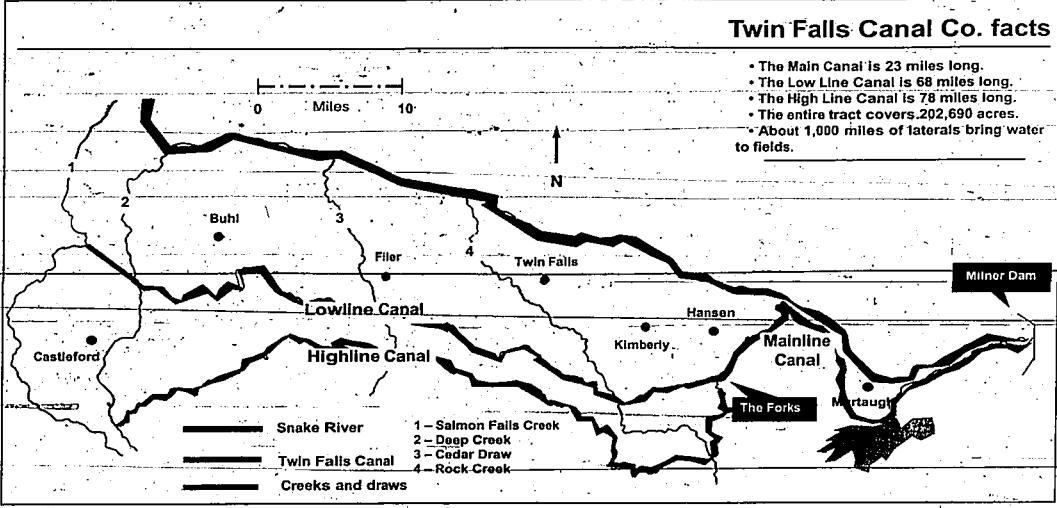 Twin Falls Canal Co. facts
• The Main Canal is 23 miles long.
• The Low Line Canal is 68 miles long.
• The High Line Canal is 78 miles long.
• The entire tract covers 202,690 acres.
• About 1,000 miles of laterals bring water
to fields.
0 Miles 10
N
1
2
3
4
Buhl
Filer
Twin Falls
Milner Dam
Lowline Canal
Hansen
Kimberly
Mainline
Canal
Castleford
Highline Canal
The Forks
Murtaugh
Snake River
Twin Falls Canal
Creeks and draws
1 – Salmon Falls Creek
2 – Deep Creek
3 – Cedar Draw
4 – Rock Creek